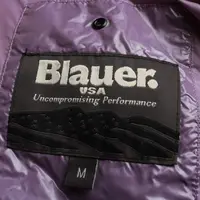 Blauer.
USA
Uncompromising Performance
M